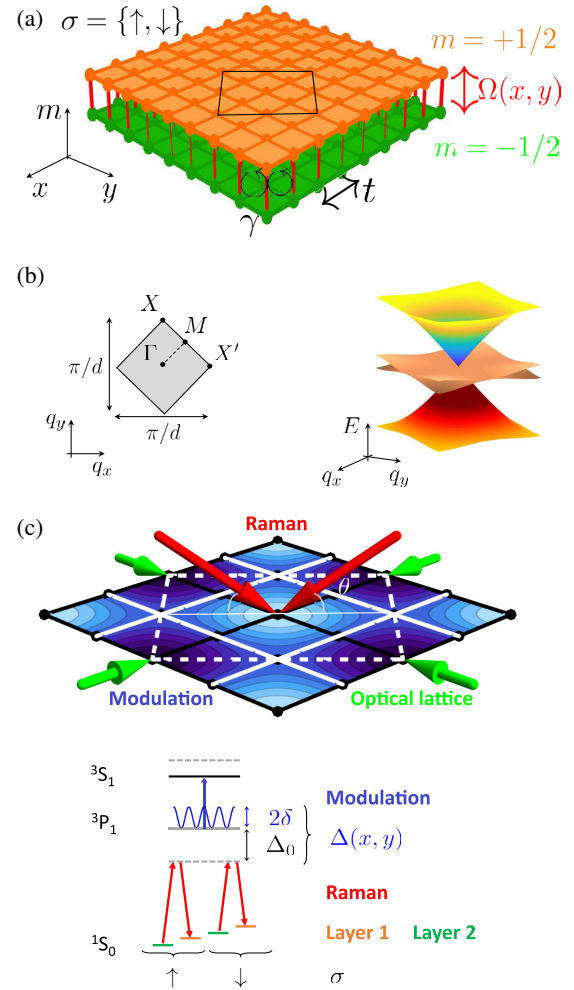 (a)
σ = {↑, ↓}
m = +1/2
Ω(x, y)
m
m = −1/2
x
y
t
γ
(b)
X
M
Γ
X′
π/d
E
q_y
π/d
q_x
q_x
q_y
(c)
Raman
θ
Modulation
Optical lattice
³S₁
Modulation
³P₁
2δ
Δ(x, y)
Δ₀
Raman
Layer 1
Layer 2
¹S₀
↑
↓
σ